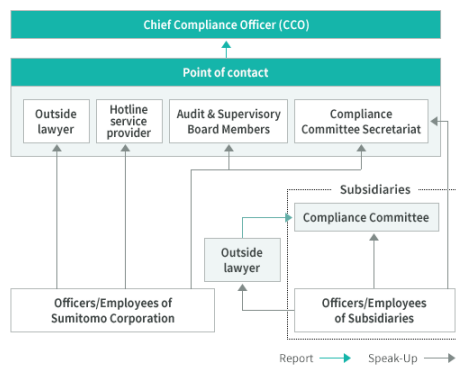 Chief Compliance Officer (CCO)
Point of contact
Outside
lawyer
Hotline
service
provider
Audit & Supervisory
Board Members
Compliance
Committee Secretariat
Subsidiaries
Compliance Committee
Outside
lawyer
Officers/Employees of
Sumitomo Corporation
Officers/Employees
of Subsidiaries
Report
Speak-Up